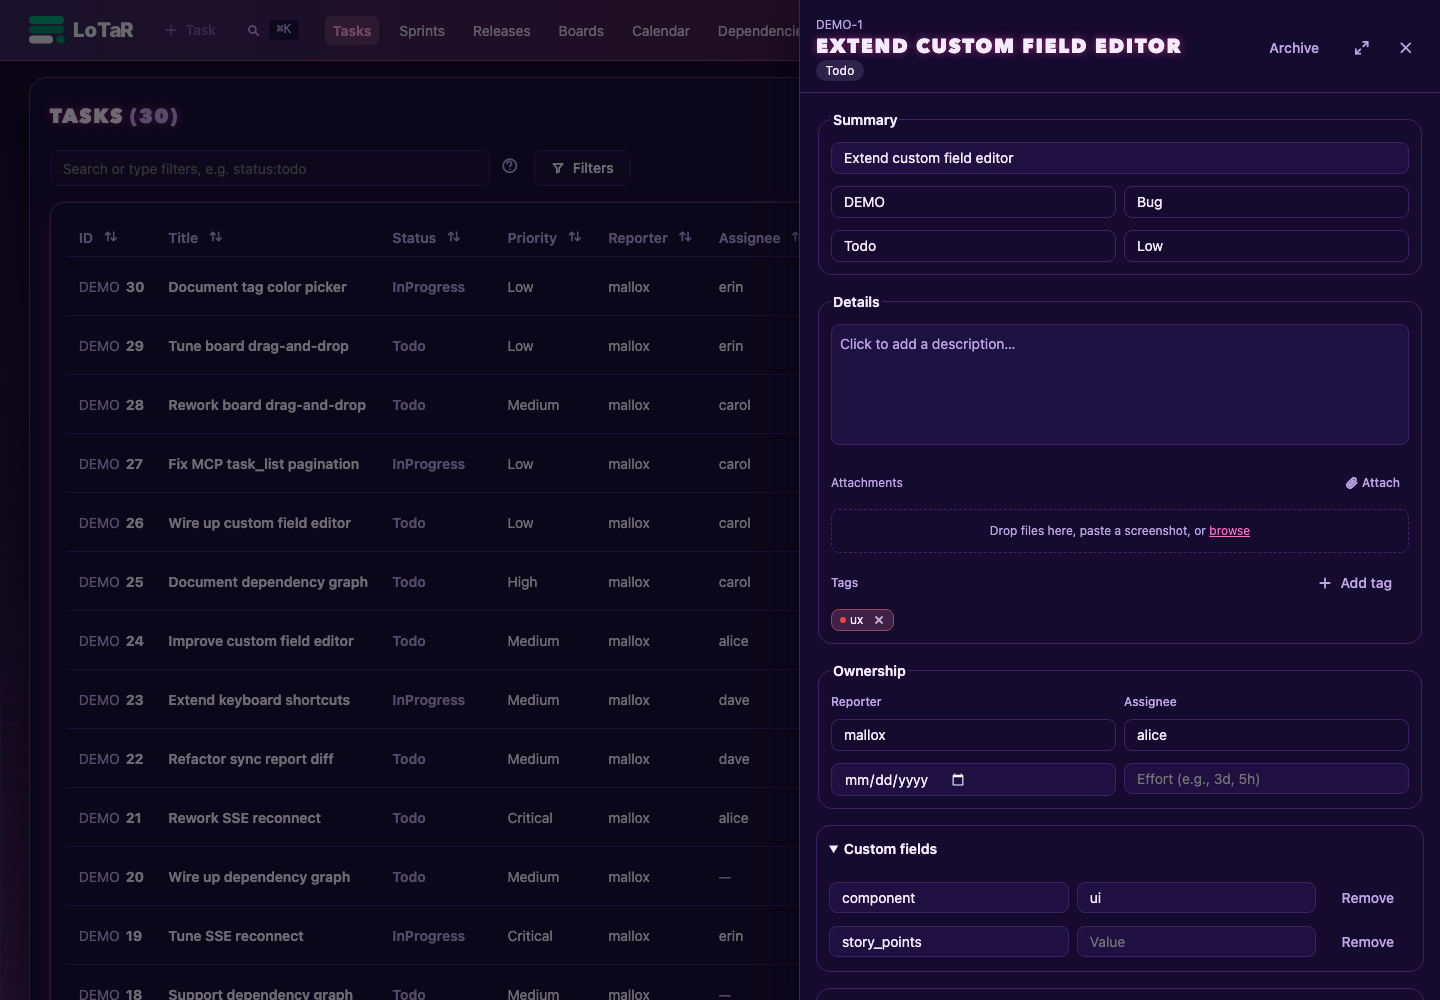 LoTaR
Task
⌘K
Tasks
Sprints
Releases
Boards
Calendar
Dependencie
TASKS (30)
Search or type filters, e.g. status:todo
Filters
ID Title Status Priority Reporter Assignee
DEMO 30 Document tag color picker InProgress Low mallox erin
DEMO 29 Tune board drag-and-drop Todo Low mallox erin
DEMO 28 Rework board drag-and-drop Todo Medium mallox carol
DEMO 27 Fix MCP task_list pagination InProgress Low mallox carol
DEMO 26 Wire up custom field editor Todo Low mallox carol
DEMO 25 Document dependency graph Todo High mallox carol
DEMO 24 Improve custom field editor Todo Medium mallox alice
DEMO 23 Extend keyboard shortcuts InProgress Medium mallox dave
DEMO 22 Refactor sync report diff Todo Medium mallox dave
DEMO 21 Rework SSE reconnect Todo Critical mallox alice
DEMO 20 Wire up dependency graph Todo Medium mallox —
DEMO 19 Tune SSE reconnect InProgress Critical mallox erin
DEMO 18 Support dependency graph Todo Medium mallox —
DEMO-1
EXTEND CUSTOM FIELD EDITOR
Todo
Archive
Summary
Extend custom field editor
DEMO Bug
Todo Low
Details
Click to add a description...
Attachments Attach
Drop files here, paste a screenshot, or browse
Tags Add tag
ux
Ownership
Reporter Assignee
mallox alice
mm/dd/yyyy Effort (e.g., 3d, 5h)
Custom fields
component ui Remove
story_points Value Remove